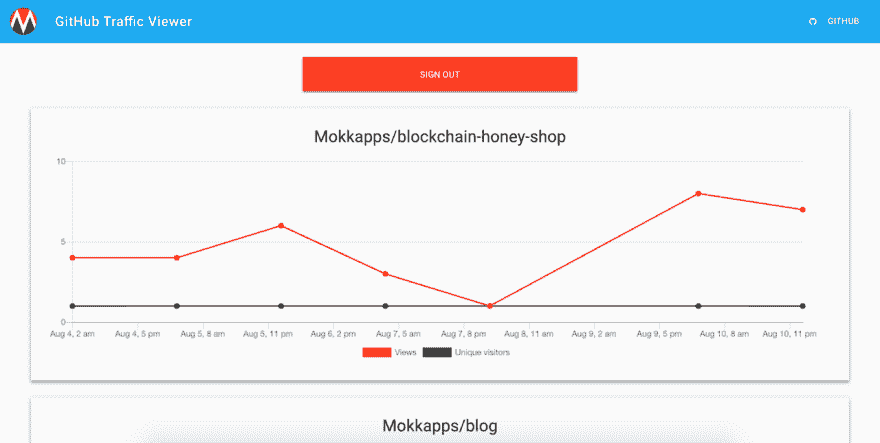 GitHub Traffic Viewer
GITHUB
SIGN OUT
Mokkapps/blockchain-honey-shop
10
5
0
Aug 4, 2 am Aug 4, 5 pm Aug 5, 8 am Aug 5, 11 pm Aug 6, 2 pm Aug 7, 5 am Aug 7, 8 pm Aug 8, 11 am Aug 9, 2 am Aug 9, 5 pm Aug 10, 8 am Aug 10, 11 pm
Views Unique visitors
Mokkapps/blog